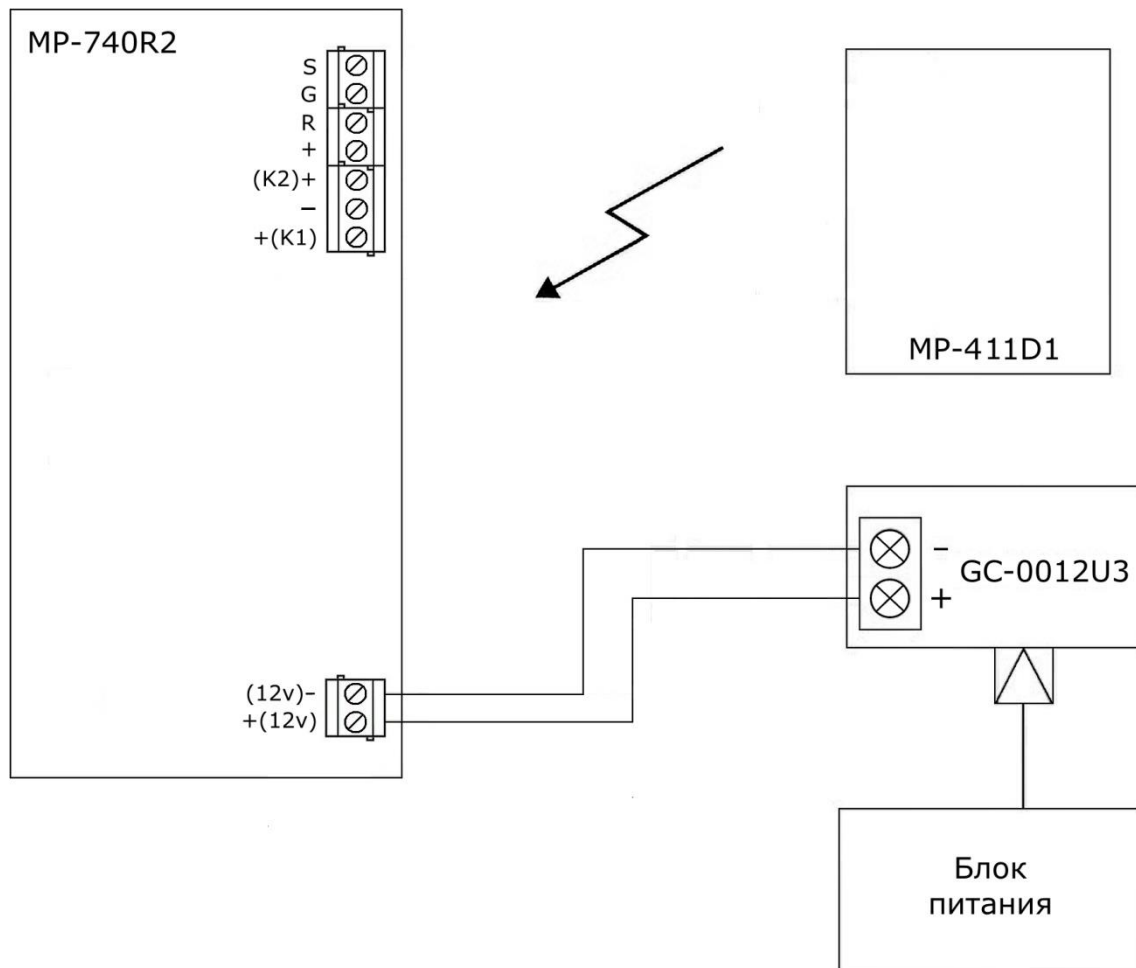 MP-740R2
S
G
R
+
(K2)+
–
+(K1)
MP-411D1
–
GC-0012U3
+
(12v)–
+(12v)
Блок
питания